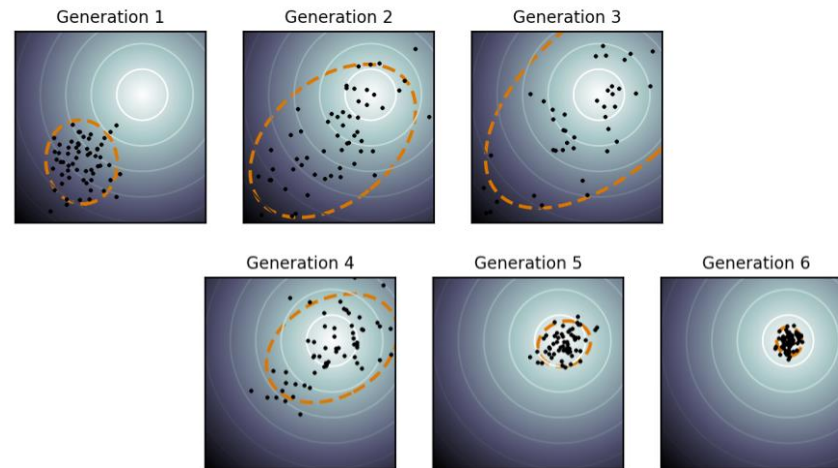 Generation 1
Generation 2
Generation 3
Generation 4
Generation 5
Generation 6